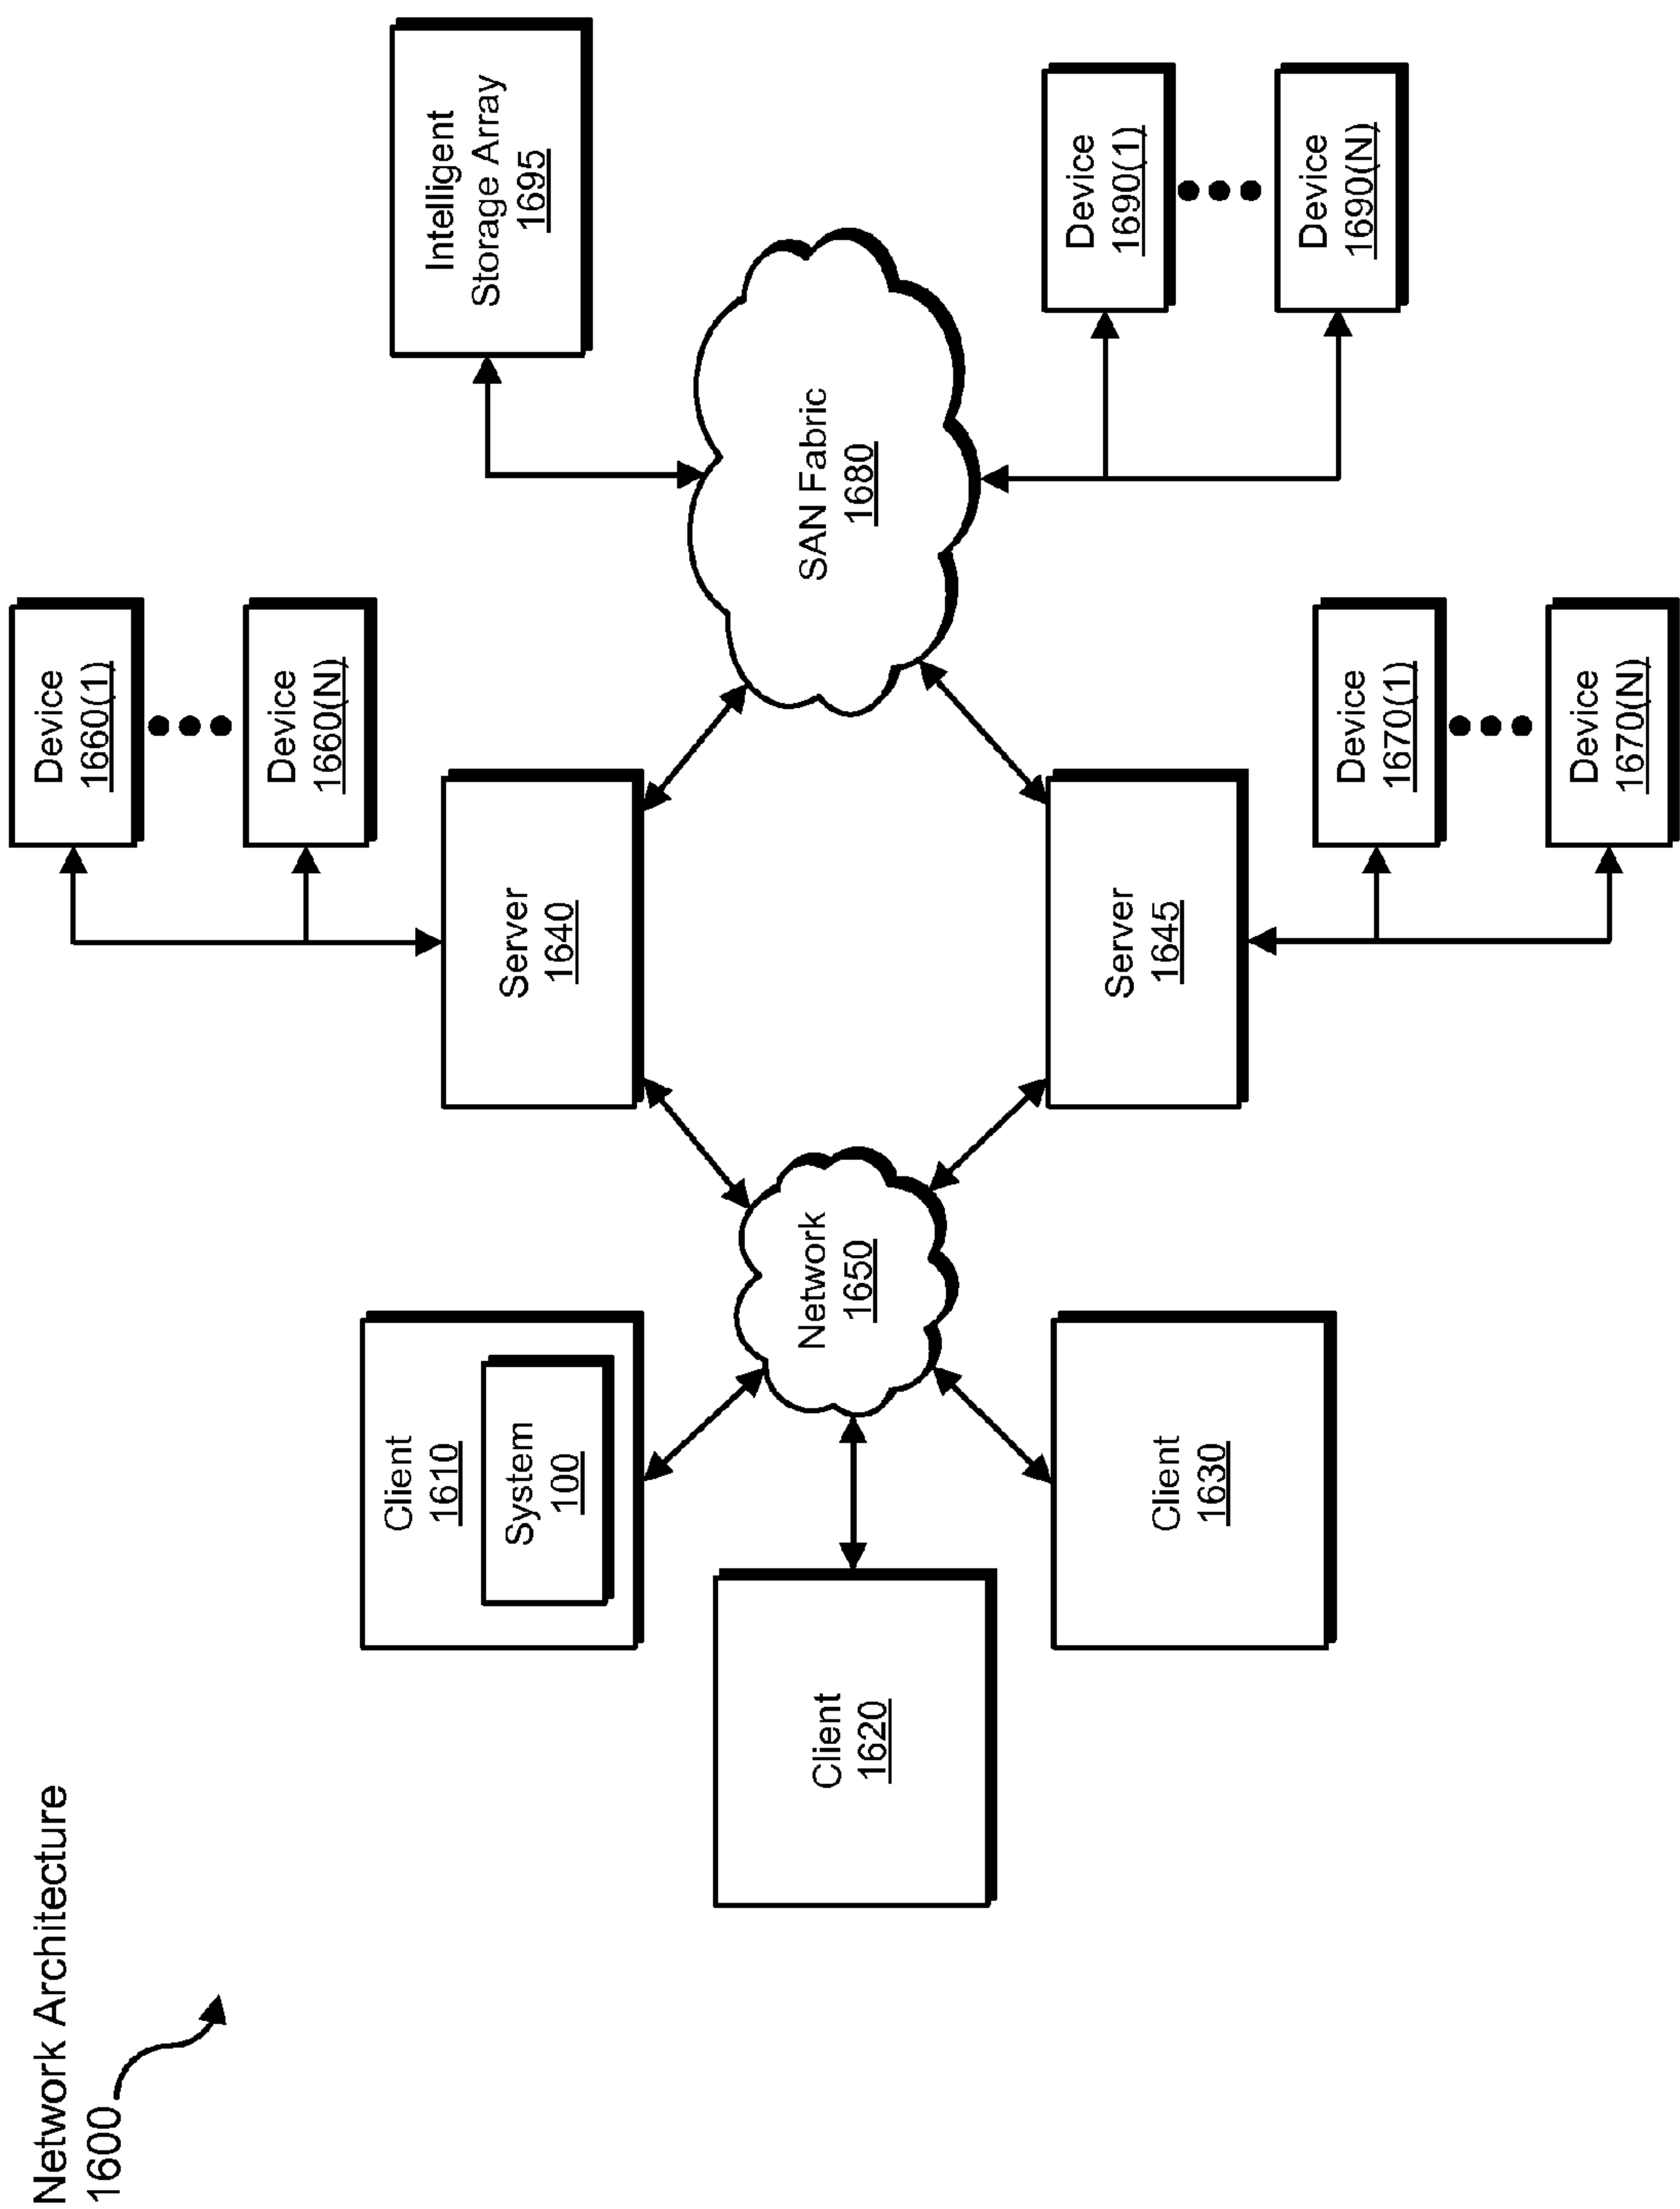 Network Architecture
1600
Client
1610
System
100
Client
1620
Client
1630
Network
1650
Server
1640
Server
1645
Device
1660(1)
Device
1660(N)
Device
1670(1)
Device
1670(N)
SAN Fabric
1680
Intelligent
Storage Array
1695
Device
1690(1)
Device
1690(N)